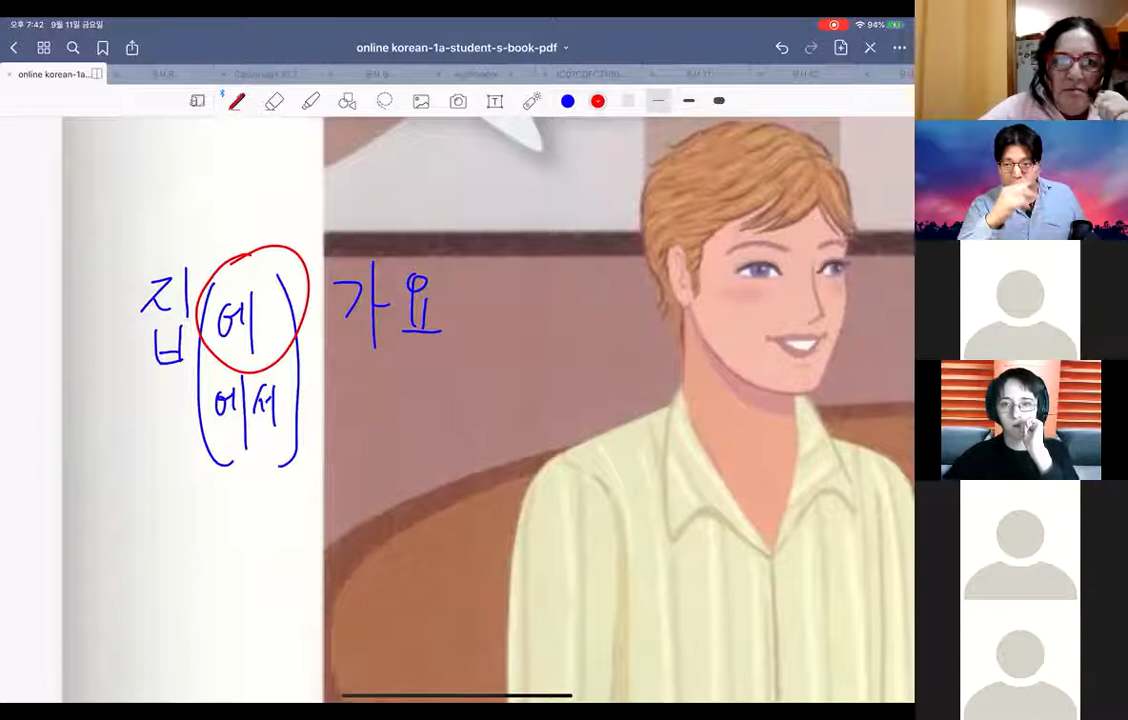 오후 7:42 9월 11일 금요일
94%
online korean-1a-student-s-book-pdf
online korean-1a...
집 에 가요
에서